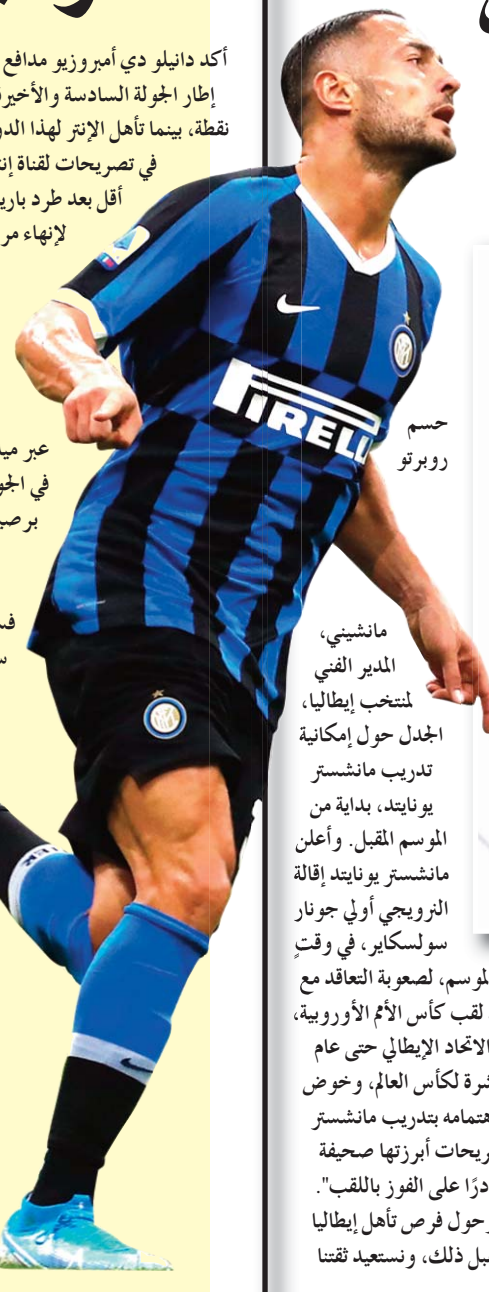 أكد دانيلو دي أمبروزيو مدافع
إطار الجولة السادسة والأخيرة
نقطة، بينما تأهل الإنتر لهذا الدو
في تصريحات لقناة إنت
أقل بعد طرد باري
لإنهاء مر
عبر ميد
في الجو
برصي
فس
PIRELLI
حسم
روبرتو
مانشيني،
المدير الفني
لمنتخب إيطاليا،
الجدل حول إمكانية
تدريب مانشستر
يونايتد، بداية من
الموسم المقبل. وأعلن
مانشستر يونايتد إقالة
النرويجي أولي جونار
سولسكاير، في وقتٍ
لموسم، لصعوبة التعاقد مع
لقب كأس الأمم الأوروبية،
الاتحاد الإيطالي حتى عام
شرة لكأس العالم، وخوض
هتمامه بتدريب مانشستر
ريحات أبرزتها صحيفة
درًا على الفوز باللقب".
وحول فرص تأهل إيطاليا
بل ذلك، ونستعيد ثقتنا